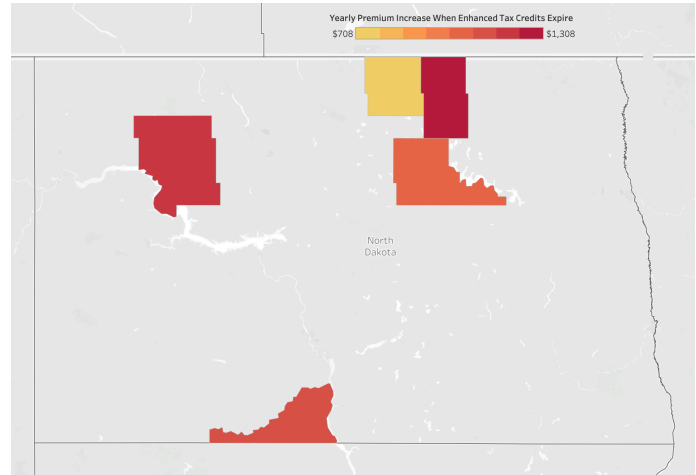 Yearly Premium Increase When Enhanced Tax Credits Expire
$708 $1,308
North
Dakota